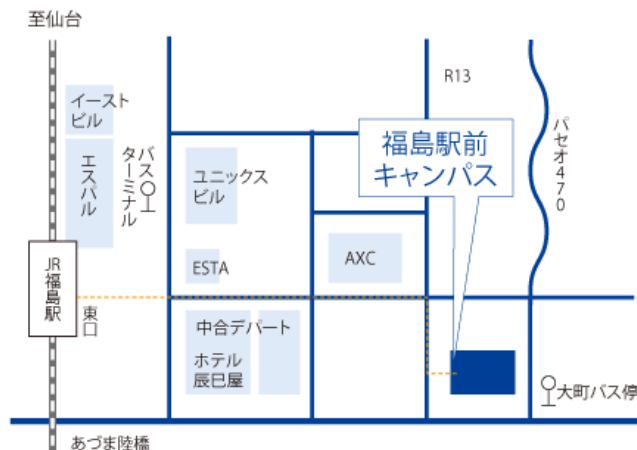 至仙台
イースト
ビル
エスパル
バス
ターミナル
ユニックス
ビル
R13
福島駅前
キャンパス
パセオ470
JR
福島駅
東口
ESTA
AXC
中合デパート
ホテル
辰巳屋
大町バス停
あづま陸橋